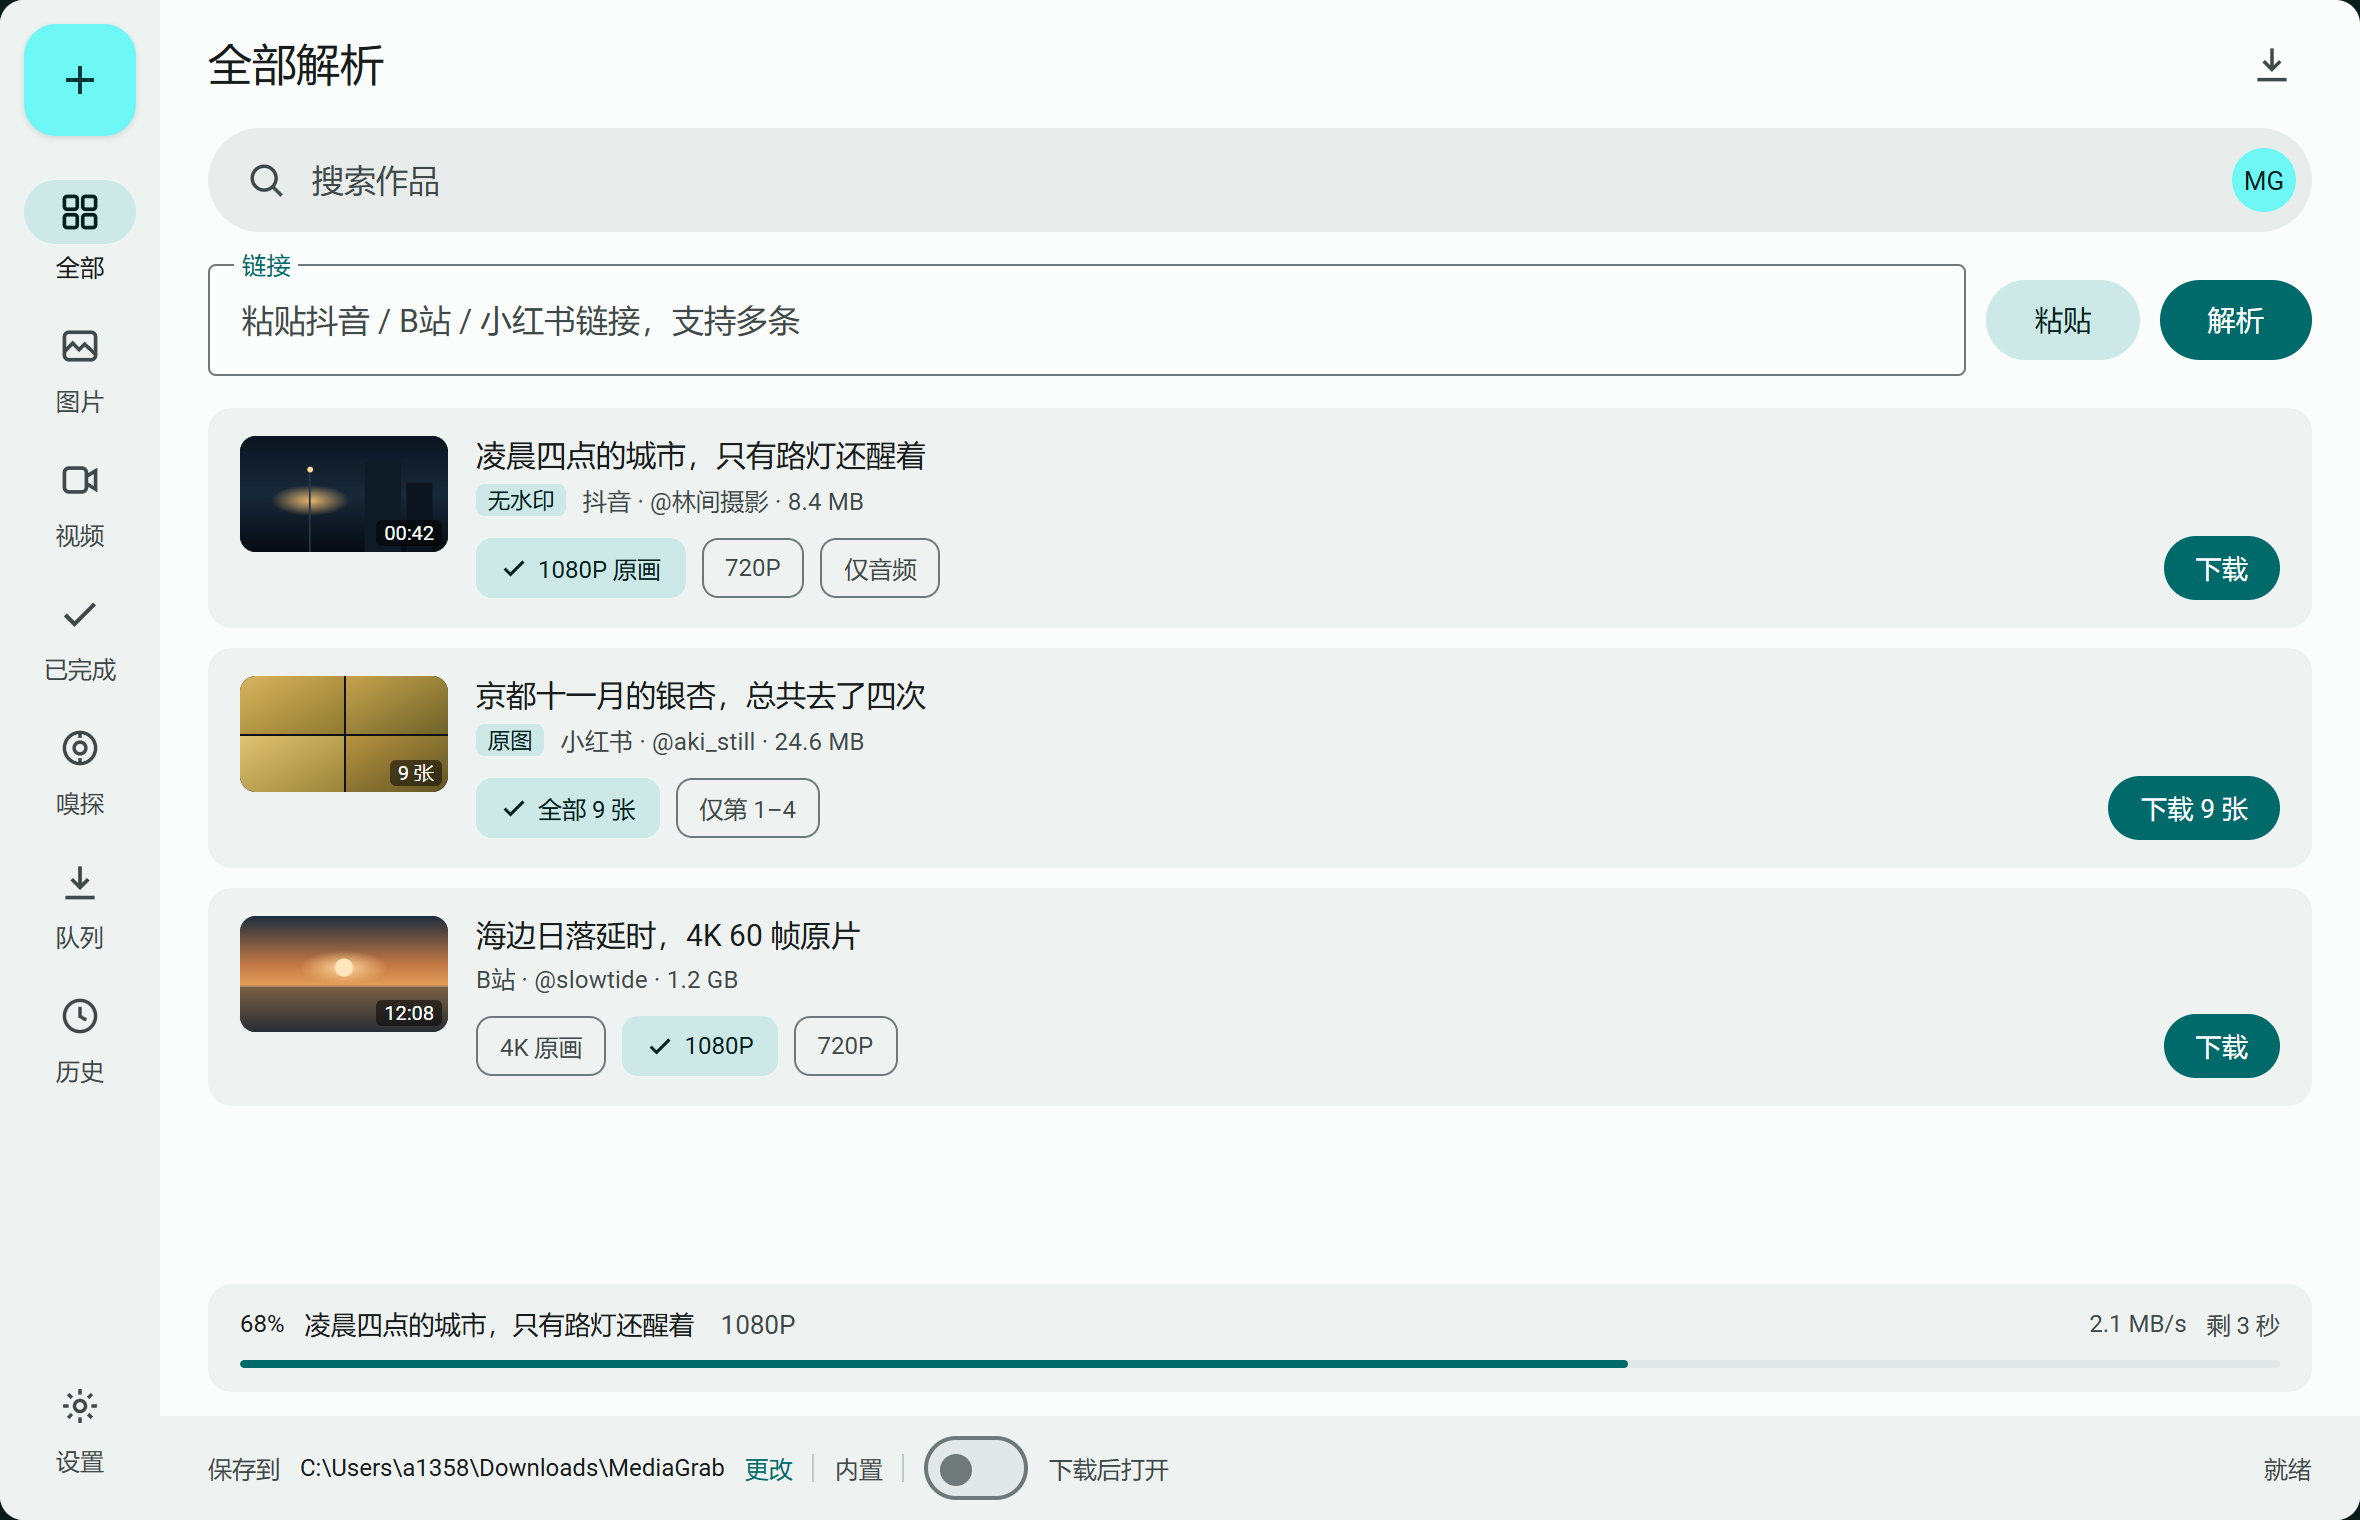 全部解析
搜索作品
MG
链接
粘贴抖音 / B站 / 小红书链接，支持多条
粘贴
解析
全部
图片
视频
已完成
嗅探
队列
历史
设置
00:42
凌晨四点的城市，只有路灯还醒着
无水印 抖音 · @林间摄影 · 8.4 MB
1080P 原画
720P
仅音频
下载
9 张
京都十一月的银杏，总共去了四次
原图 小红书 · @aki_still · 24.6 MB
全部 9 张
仅第 1–4
下载 9 张
12:08
海边日落延时，4K 60 帧原片
B站 · @slowtide · 1.2 GB
4K 原画
1080P
720P
下载
68% 凌晨四点的城市，只有路灯还醒着 1080P
2.1 MB/s 剩 3 秒
保存到 C:\Users\a1358\Downloads\MediaGrab 更改 内置 下载后打开
就绪